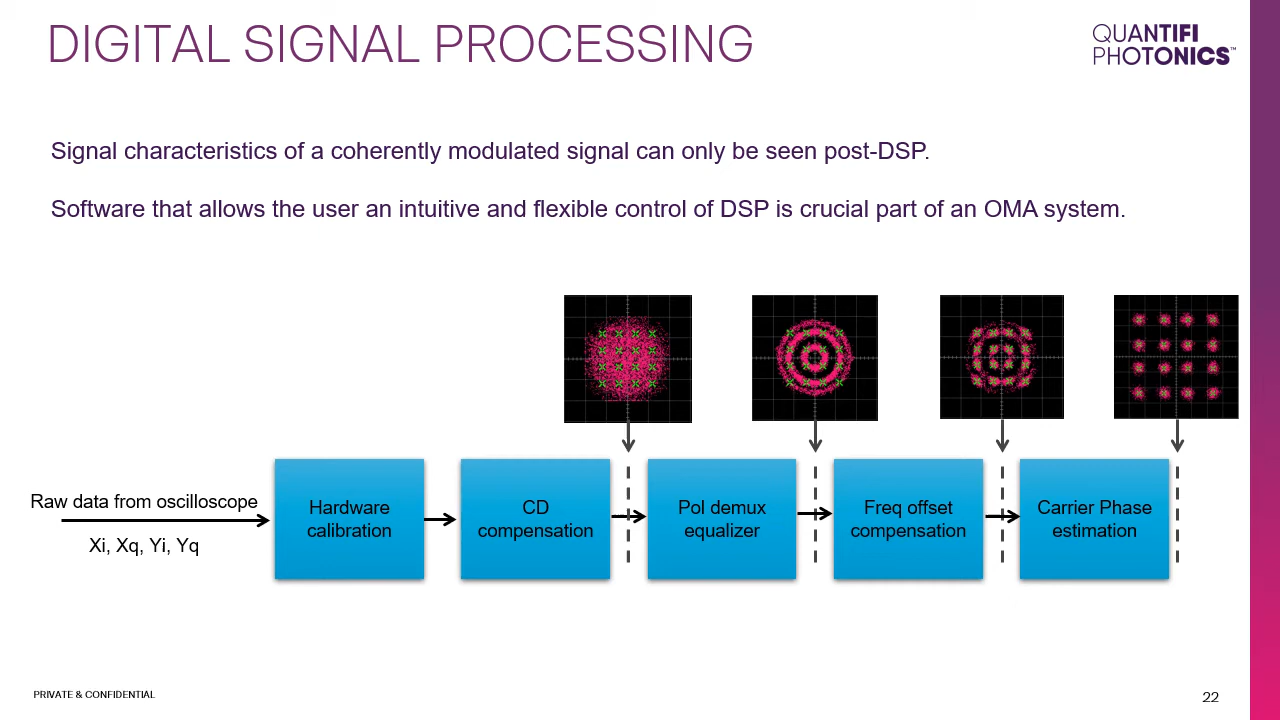 DIGITAL SIGNAL PROCESSING
QUANTIFI
PHOTONICS™
Signal characteristics of a coherently modulated signal can only be seen post-DSP.
Software that allows the user an intuitive and flexible control of DSP is crucial part of an OMA system.
Raw data from oscilloscope
Xi, Xq, Yi, Yq
Hardware
calibration
CD
compensation
Pol demux
equalizer
Freq offset
compensation
Carrier Phase
estimation
PRIVATE & CONFIDENTIAL
22